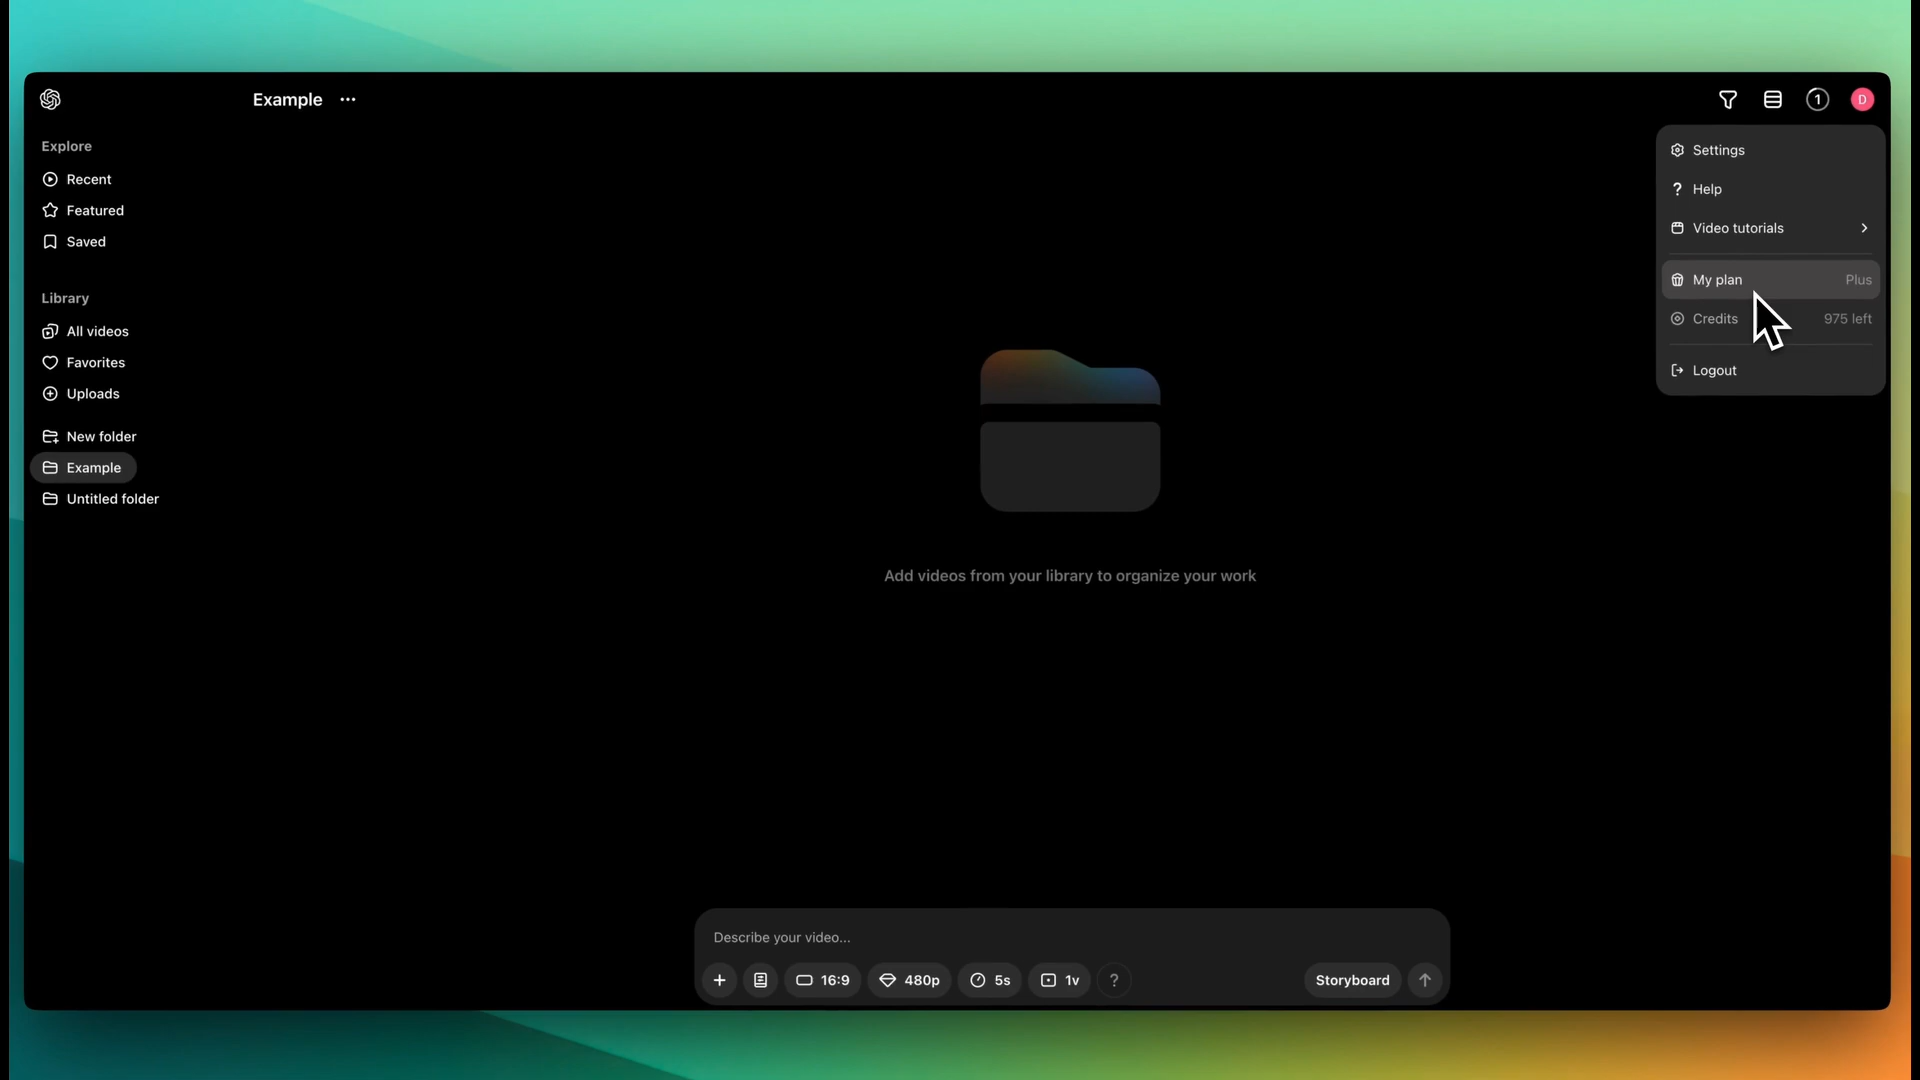 Example ...
1
D
Explore
Recent
Featured
Saved
Library
All videos
Favorites
Uploads
New folder
Example
Untitled folder
Settings
? Help
Video tutorials
My plan Plus
Credits 975 left
Logout
Add videos from your library to organize your work
Describe your video...
+ 16:9 480p 5s 1v ? Storyboard